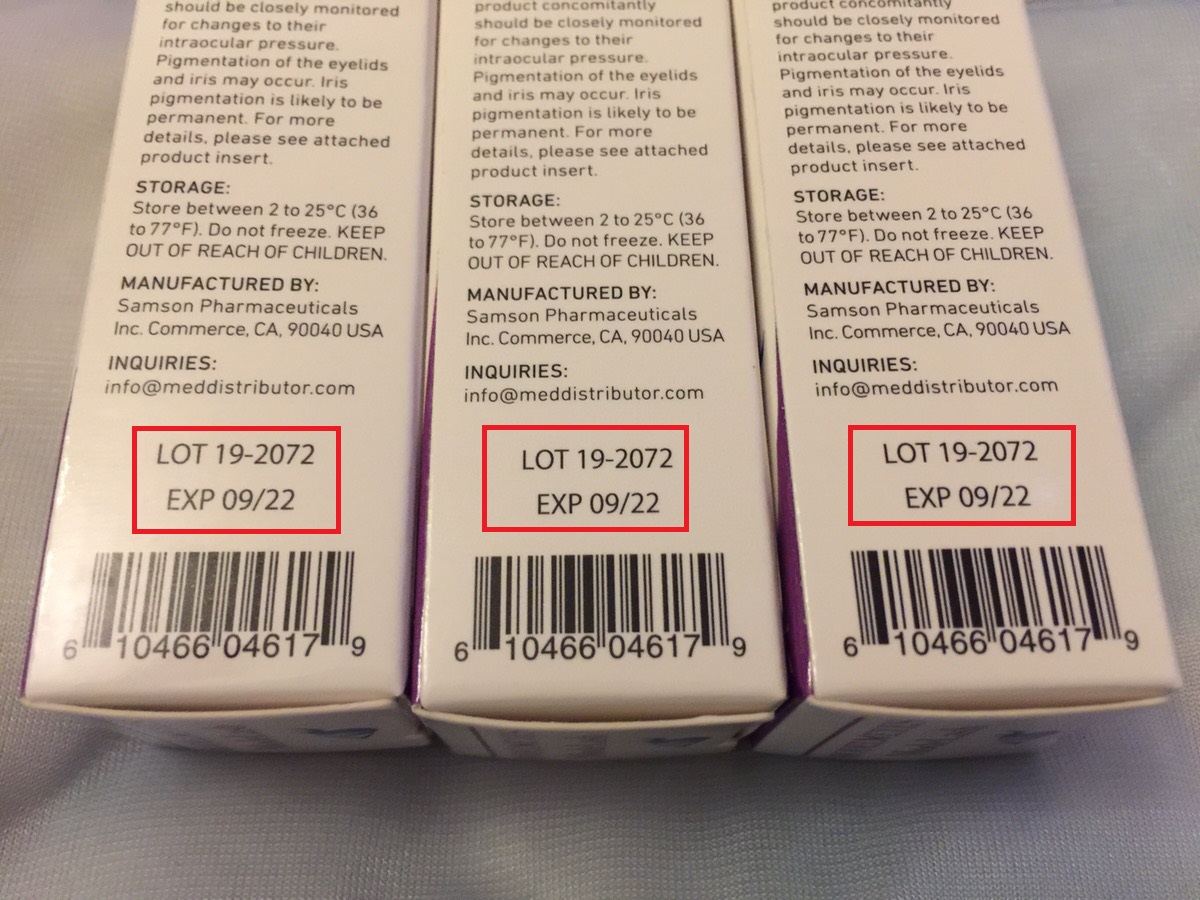 should be closely monitored
for changes to their
intraocular pressure.
Pigmentation of the eyelids
and iris may occur. Iris
pigmentation is likely to be
permanent. For more
details, please see attached
product insert.
STORAGE:
Store between 2 to 25°C (36
to 77°F). Do not freeze. KEEP
OUT OF REACH OF CHILDREN.
MANUFACTURED BY:
Samson Pharmaceuticals
Inc. Commerce, CA, 90040 USA
INQUIRIES:
info@meddistributor.com
LOT 19-2072
EXP 09/22
6 10466 04617 9
product concomitantly
should be closely monitored
for changes to their
intraocular pressure.
Pigmentation of the eyelids
and iris may occur. Iris
pigmentation is likely to be
permanent. For more
details, please see attached
product insert.
STORAGE:
Store between 2 to 25°C (36
to 77°F). Do not freeze. KEEP
OUT OF REACH OF CHILDREN.
MANUFACTURED BY:
Samson Pharmaceuticals
Inc. Commerce, CA, 90040 USA
INQUIRIES:
info@meddistributor.com
LOT 19-2072
EXP 09/22
6 10466 04617 9
product concomitantly
should be closely monitored
for changes to their
intraocular pressure.
Pigmentation of the eyelids
and iris may occur. Iris
pigmentation is likely to be
permanent. For more
details, please see attached
product insert.
STORAGE:
Store between 2 to 25°C (36
to 77°F). Do not freeze. KEEP
OUT OF REACH OF CHILDREN.
MANUFACTURED BY:
Samson Pharmaceuticals
Inc. Commerce, CA, 90040 USA
INQUIRIES:
info@meddistributor.com
LOT 19-2072
EXP 09/22
6 10466 04617 9